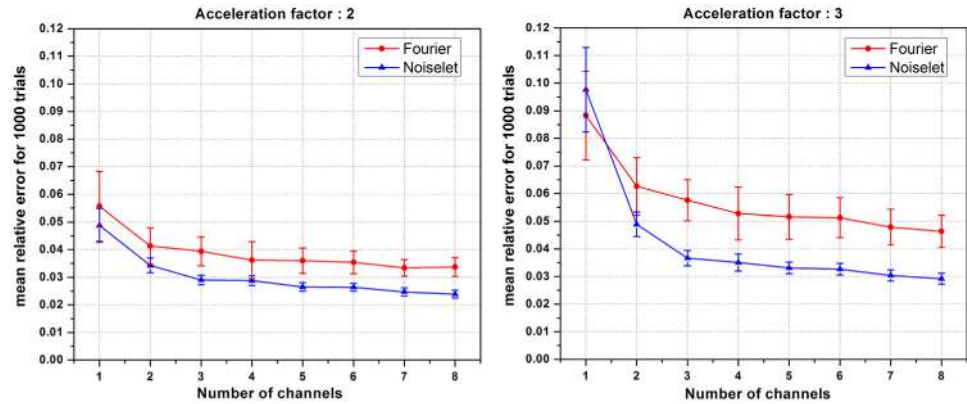 Acceleration factor : 2
mean relative error for 1000 trials
0.12
0.11
0.10
0.09
0.08
0.07
0.06
0.05
0.04
0.03
0.02
0.01
0.00
Fourier
Noiselet
1 2 3 4 5 6 7 8
Number of channels
Acceleration factor : 3
mean relative error for 1000 trials
0.12
0.11
0.10
0.09
0.08
0.07
0.06
0.05
0.04
0.03
0.02
0.01
0.00
Fourier
Noiselet
1 2 3 4 5 6 7 8
Number of channels